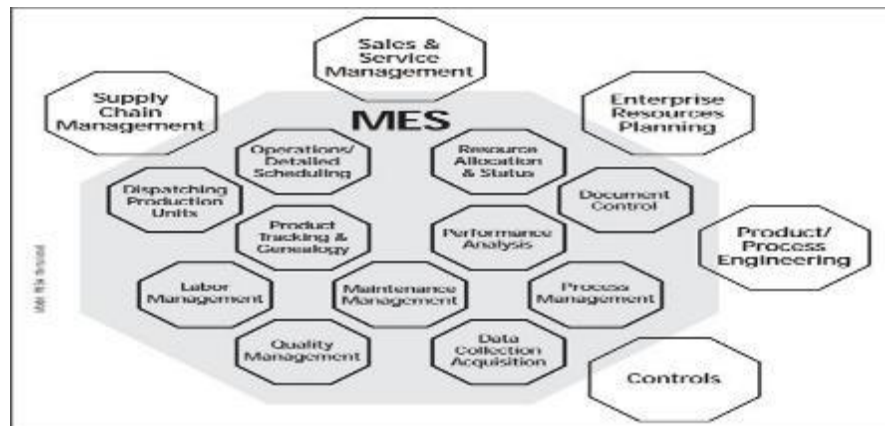 Sales &
Service
Management
Supply
Chain
Management
Enterprise
Resources
Planning
MES
Operations/
Detailed
Scheduling
Resource
Allocation
& Status
Dispatching
Production
Units
Document
Control
Product
Tracking &
Genealogy
Performance
Analysis
Product/
Process
Engineering
Labor
Management
Maintenance
Management
Process
Management
Quality
Management
Data
Collection
Acquisition
Controls